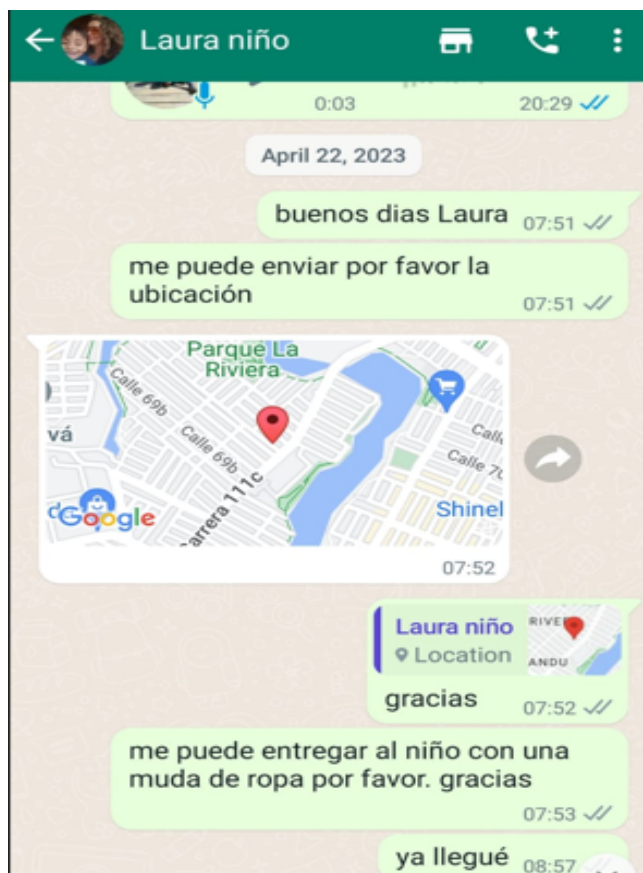 Laura niño
0:03 20:29
April 22, 2023
buenos dias Laura 07:51
me puede enviar por favor la
ubicación 07:51
Parque La
Riviera
Calle 69b
vá
Calle 69b
Carrera 111c
Calle 70
Shinel
Google
07:52
Laura niño
Location
RIVE
ANDU
gracias 07:52
me puede entregar al niño con una
muda de ropa por favor. gracias
07:53
ya llegué 08:57